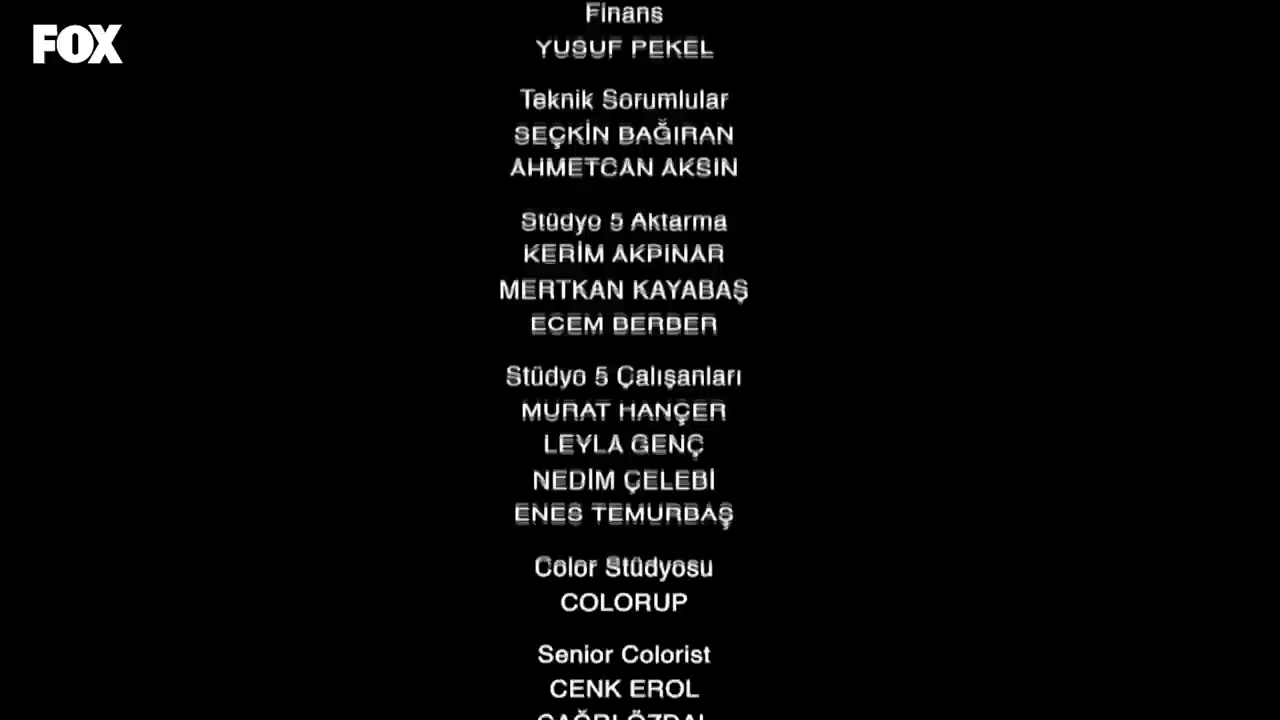 FOX
Finans
YUSUF PEKEL
Teknik Sorumlular
SEÇKİN BAĞIRAN
AHMETCAN AKSIN
Stüdyo 5 Aktarma
KERİM AKPINAR
MERTKAN KAYABAŞ
ECEM BERBER
Stüdyo 5 Çalışanları
MURAT HANÇER
LEYLA GENÇ
NEDİM ÇELEBİ
ENES TEMURBAŞ
Color Stüdyosu
COLORUP
Senior Colorist
CENK EROL